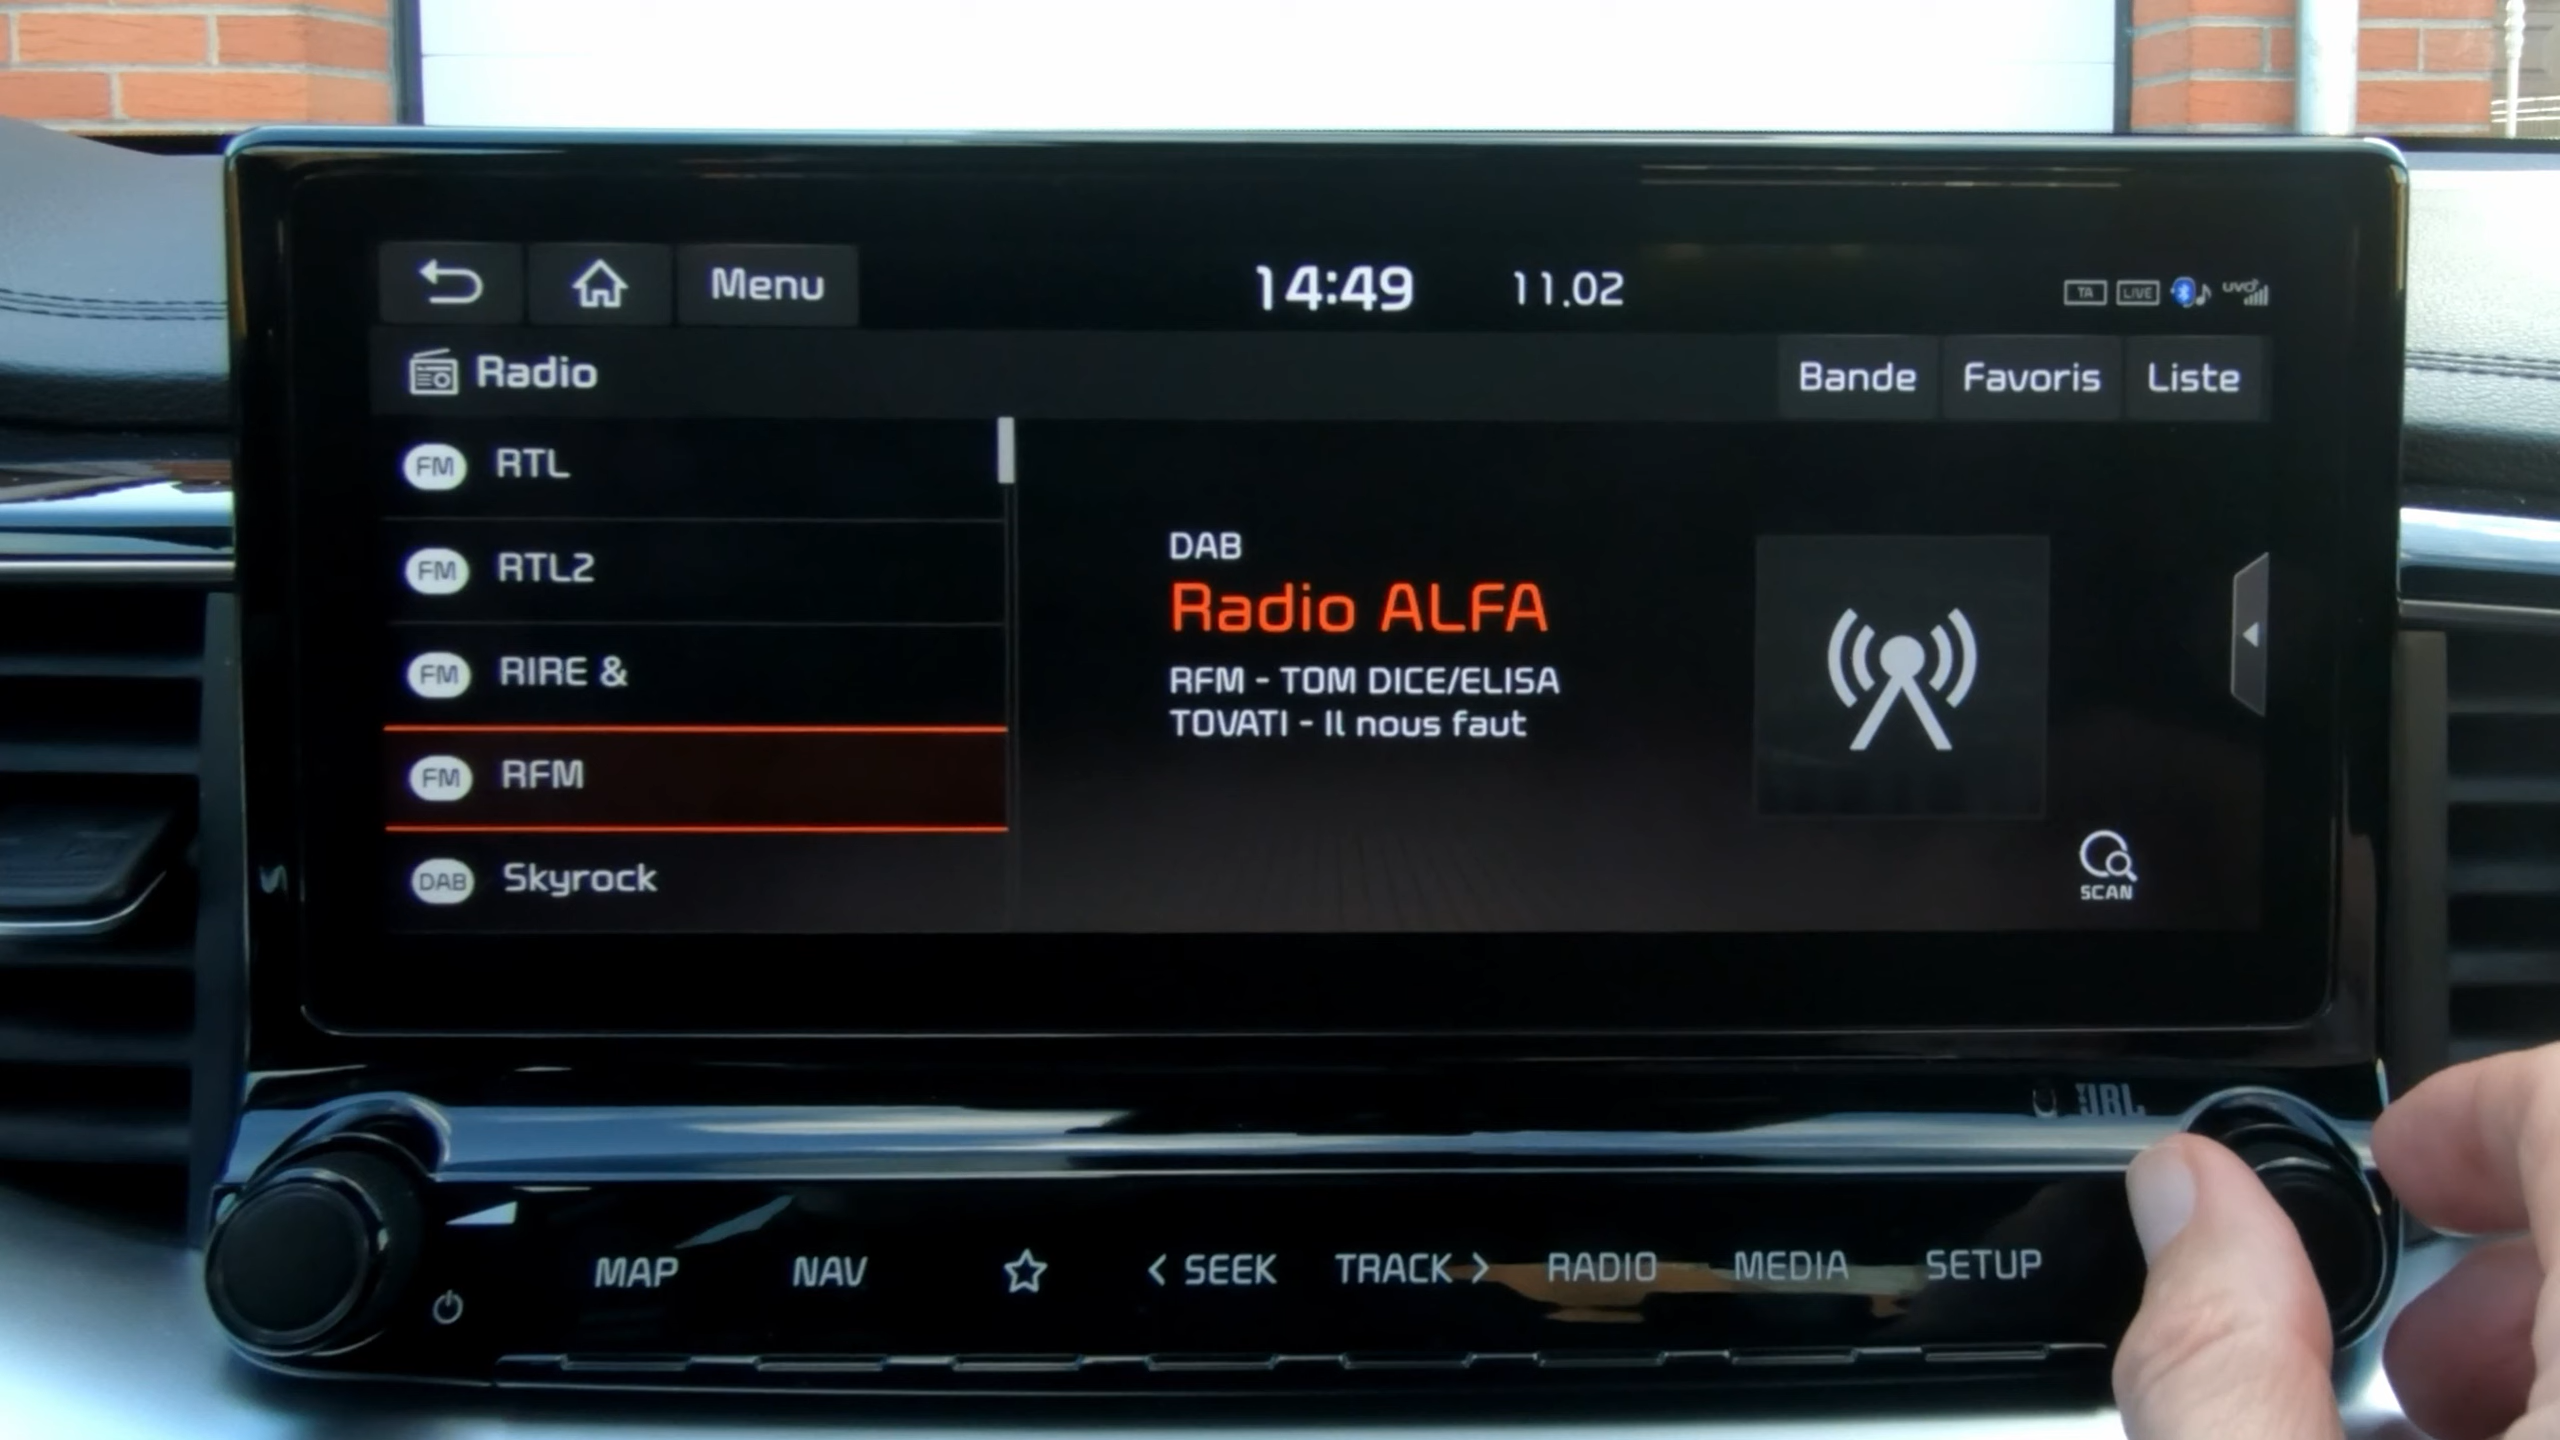 Menu
14:49
11.02
TA
LIVE
UVO
Radio
Bande
Favoris
Liste
FM
RTL
FM
RTL2
FM
RIRE &
FM
RFM
DAB
Skyrock
DAB
Radio ALFA
RFM - TOM DICE/ELISA
TOVATI - Il nous faut
SCAN
JBL
MAP
NAV
< SEEK
TRACK >
RADIO
MEDIA
SETUP